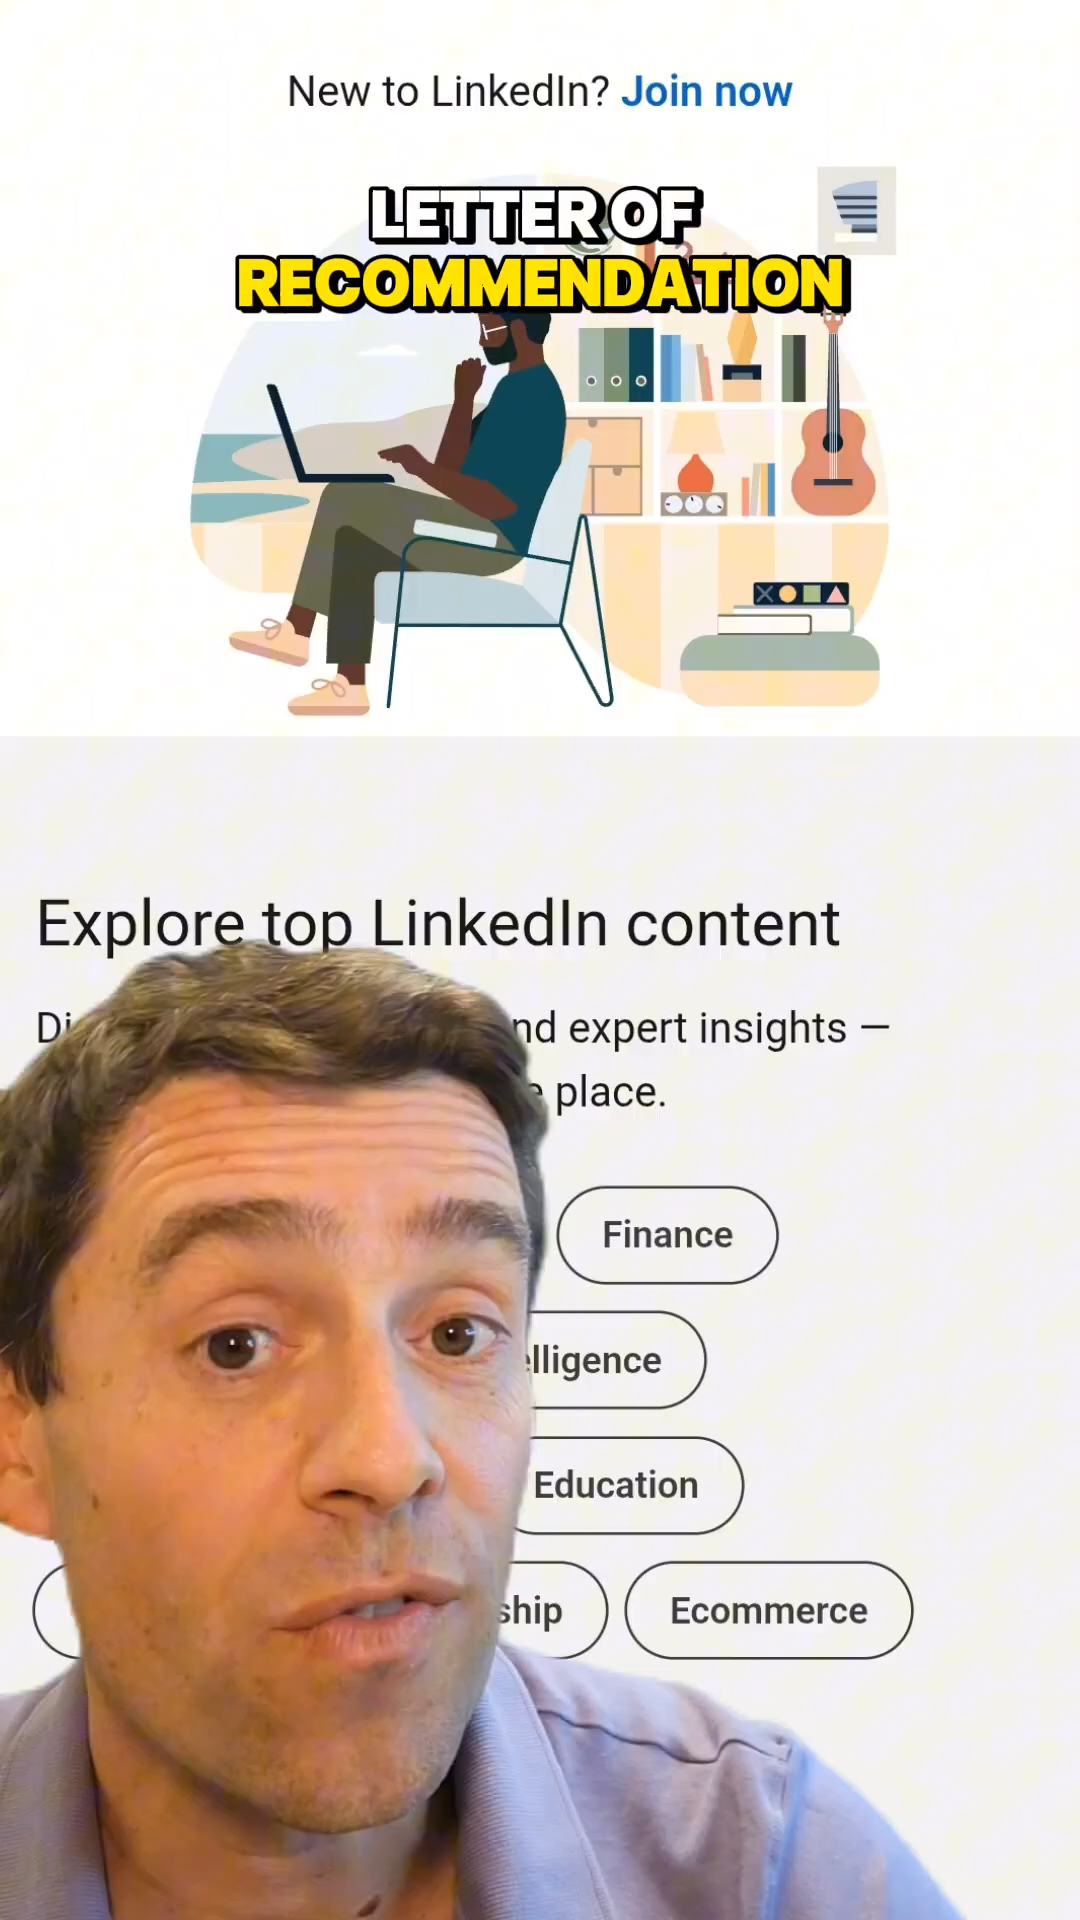 New to LinkedIn? Join now
LETTER OF
RECOMMENDATION
Explore top LinkedIn content
nd expert insights —
place.
Finance
elligence
Education
ship
Ecommerce